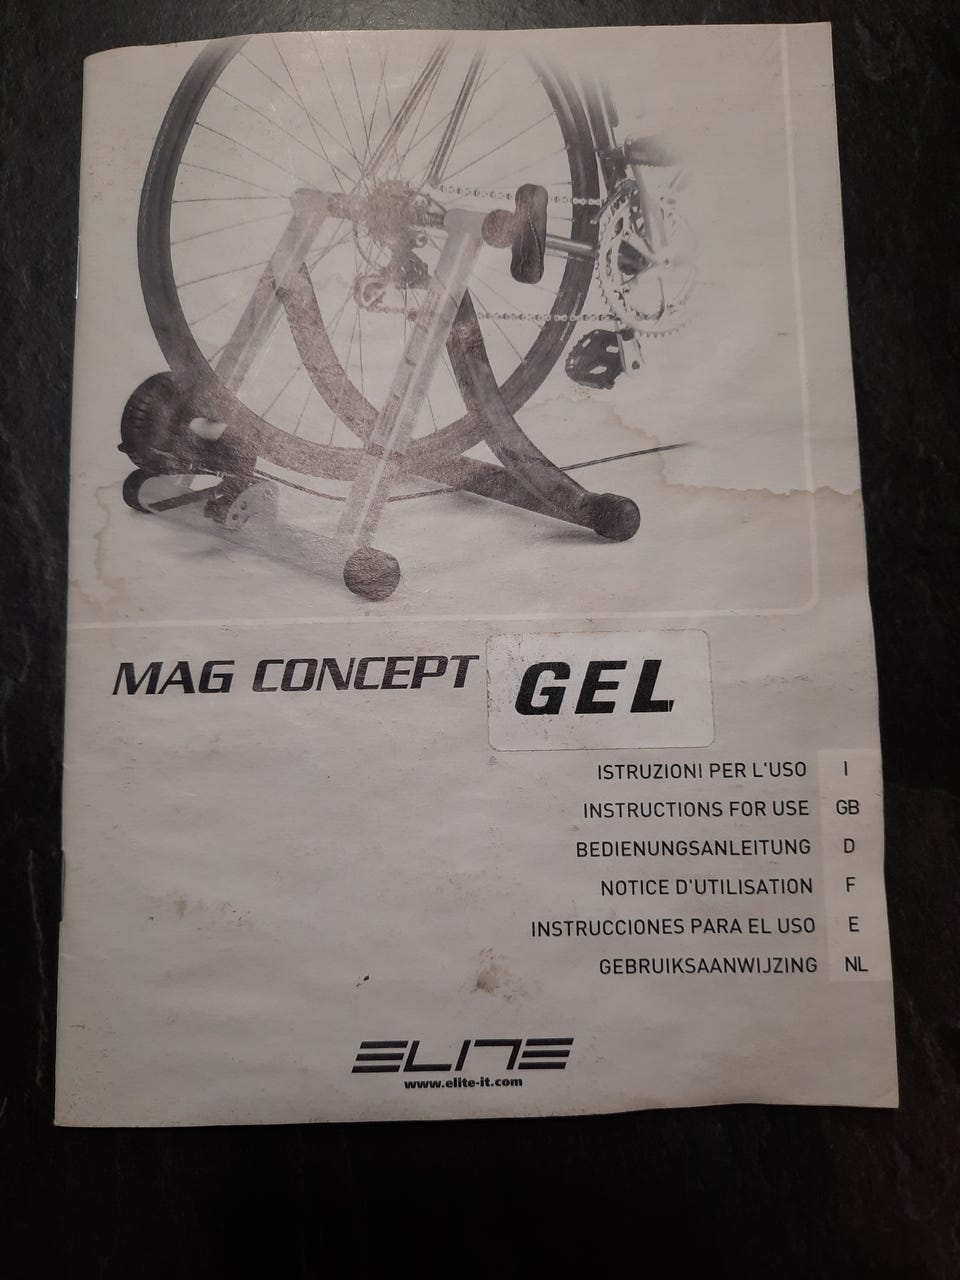 MAG CONCEPT GEL
ISTRUZIONI PER L'USO I
INSTRUCTIONS FOR USE GB
BEDIENUNGSANLEITUNG D
NOTICE D'UTILISATION F
INSTRUCCIONES PARA EL USO E
GEBRUIKSAANWIJZING NL
ELITE
www.elite-it.com